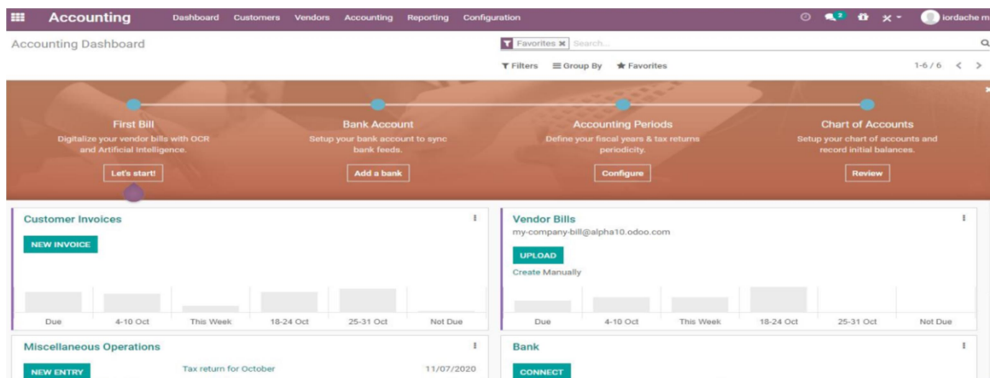 Accounting Dashboard Customers Vendors Accounting Reporting Configuration 2 iordache m
Accounting Dashboard
Favorites × Search...
Filters Group By Favorites 1-6 / 6
First Bill
Digitalize your vendor bills with OCR
and Artificial Intelligence.
Let's start!
Bank Account
Setup your bank account to sync
bank feeds.
Add a bank
Accounting Periods
Define your fiscal years & tax returns
periodicity.
Configure
Chart of Accounts
Setup your chart of accounts and
record initial balances.
Review
Customer Invoices
NEW INVOICE
Due 4-10 Oct This Week 18-24 Oct 25-31 Oct Not Due
Vendor Bills
my-company-bill@alpha10.odoo.com
UPLOAD
Create Manually
Due 4-10 Oct This Week 18-24 Oct 25-31 Oct Not Due
Miscellaneous Operations
NEW ENTRY Tax return for October 11/07/2020
Bank
CONNECT